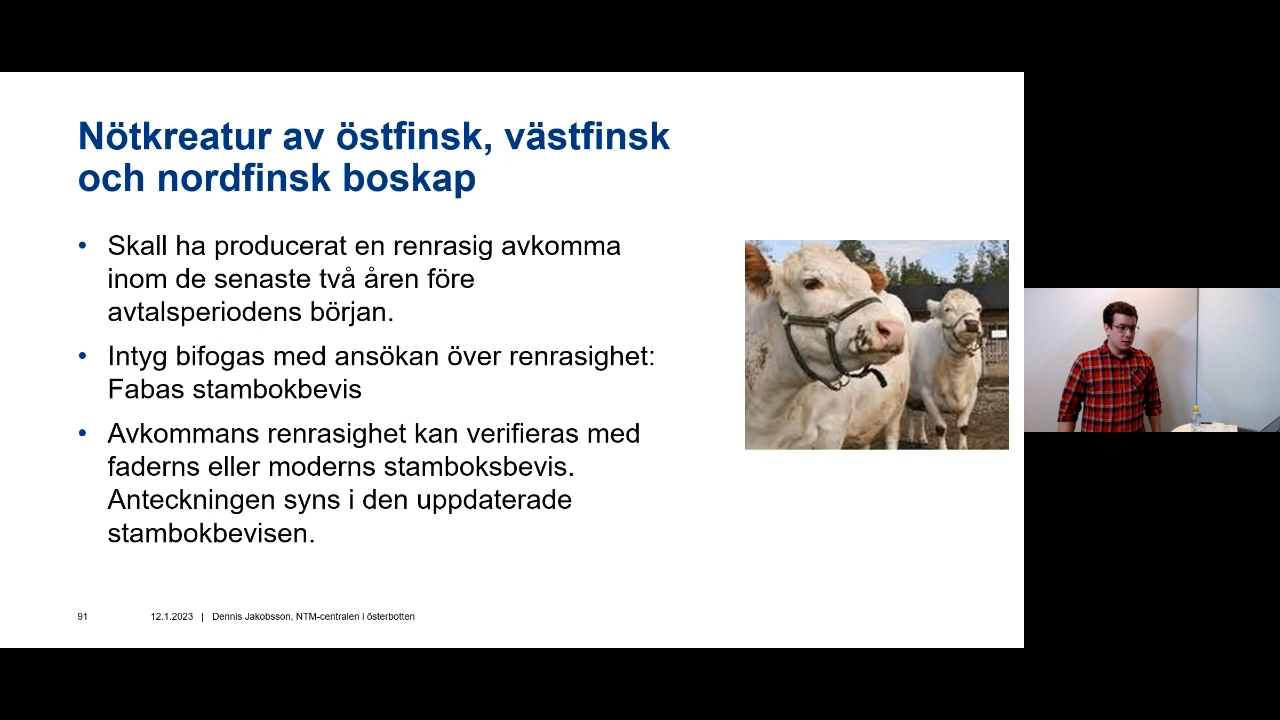 Nötkreatur av östfinsk, västfinsk
och nordfinsk boskap
• Skall ha producerat en renrasig avkomma
inom de senaste två åren före
avtalsperiodens början.
• Intyg bifogas med ansökan över renrasighet:
Fabas stambokbevis
• Avkommans renrasighet kan verifieras med
faderns eller moderns stamboksbevis.
Anteckningen syns i den uppdaterade
stambokbevisen.
91 12.1.2023 | Dennis Jakobsson, NTM-centralen i österbotten